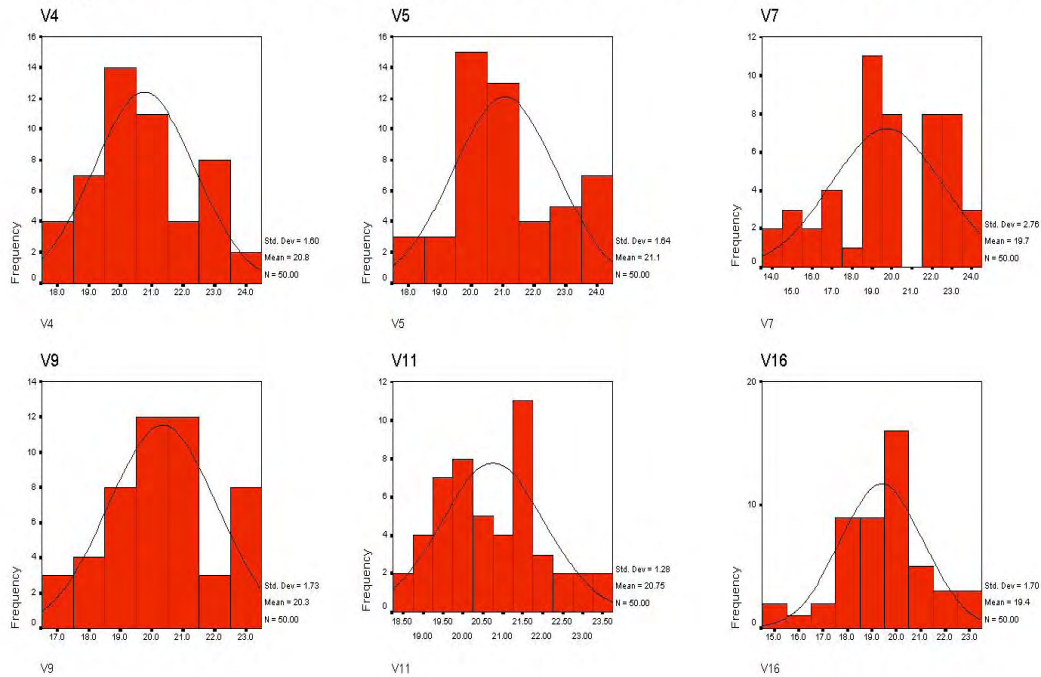 V4
16
14
12
10
8
6
4
2
0
Frequency
18.0 19.0 20.0 21.0 22.0 23.0 24.0
Std. Dev = 1.60
Mean = 20.8
N = 50.00
V4
V5
16
14
12
10
8
6
4
2
0
Frequency
18.0 19.0 20.0 21.0 22.0 23.0 24.0
Std. Dev = 1.64
Mean = 21.1
N = 50.00
V5
V7
12
10
8
6
4
2
0
Frequency
14.0 16.0 18.0 20.0 22.0 24.0
15.0 17.0 19.0 21.0 23.0
Std. Dev = 2.76
Mean = 19.7
N = 50.00
V7
V9
14
12
10
8
6
4
2
0
Frequency
17.0 18.0 19.0 20.0 21.0 22.0 23.0
Std. Dev = 1.73
Mean = 20.3
N = 50.00
V9
V11
12
10
8
6
4
2
0
Frequency
18.50 19.50 20.50 21.50 22.50 23.50
19.00 20.00 21.00 22.00 23.00
Std. Dev = 1.28
Mean = 20.75
N = 50.00
V11
V16
20
10
0
Frequency
15.0 16.0 17.0 18.0 19.0 20.0 21.0 22.0 23.0
Std. Dev = 1.70
Mean = 19.4
N = 50.00
V16